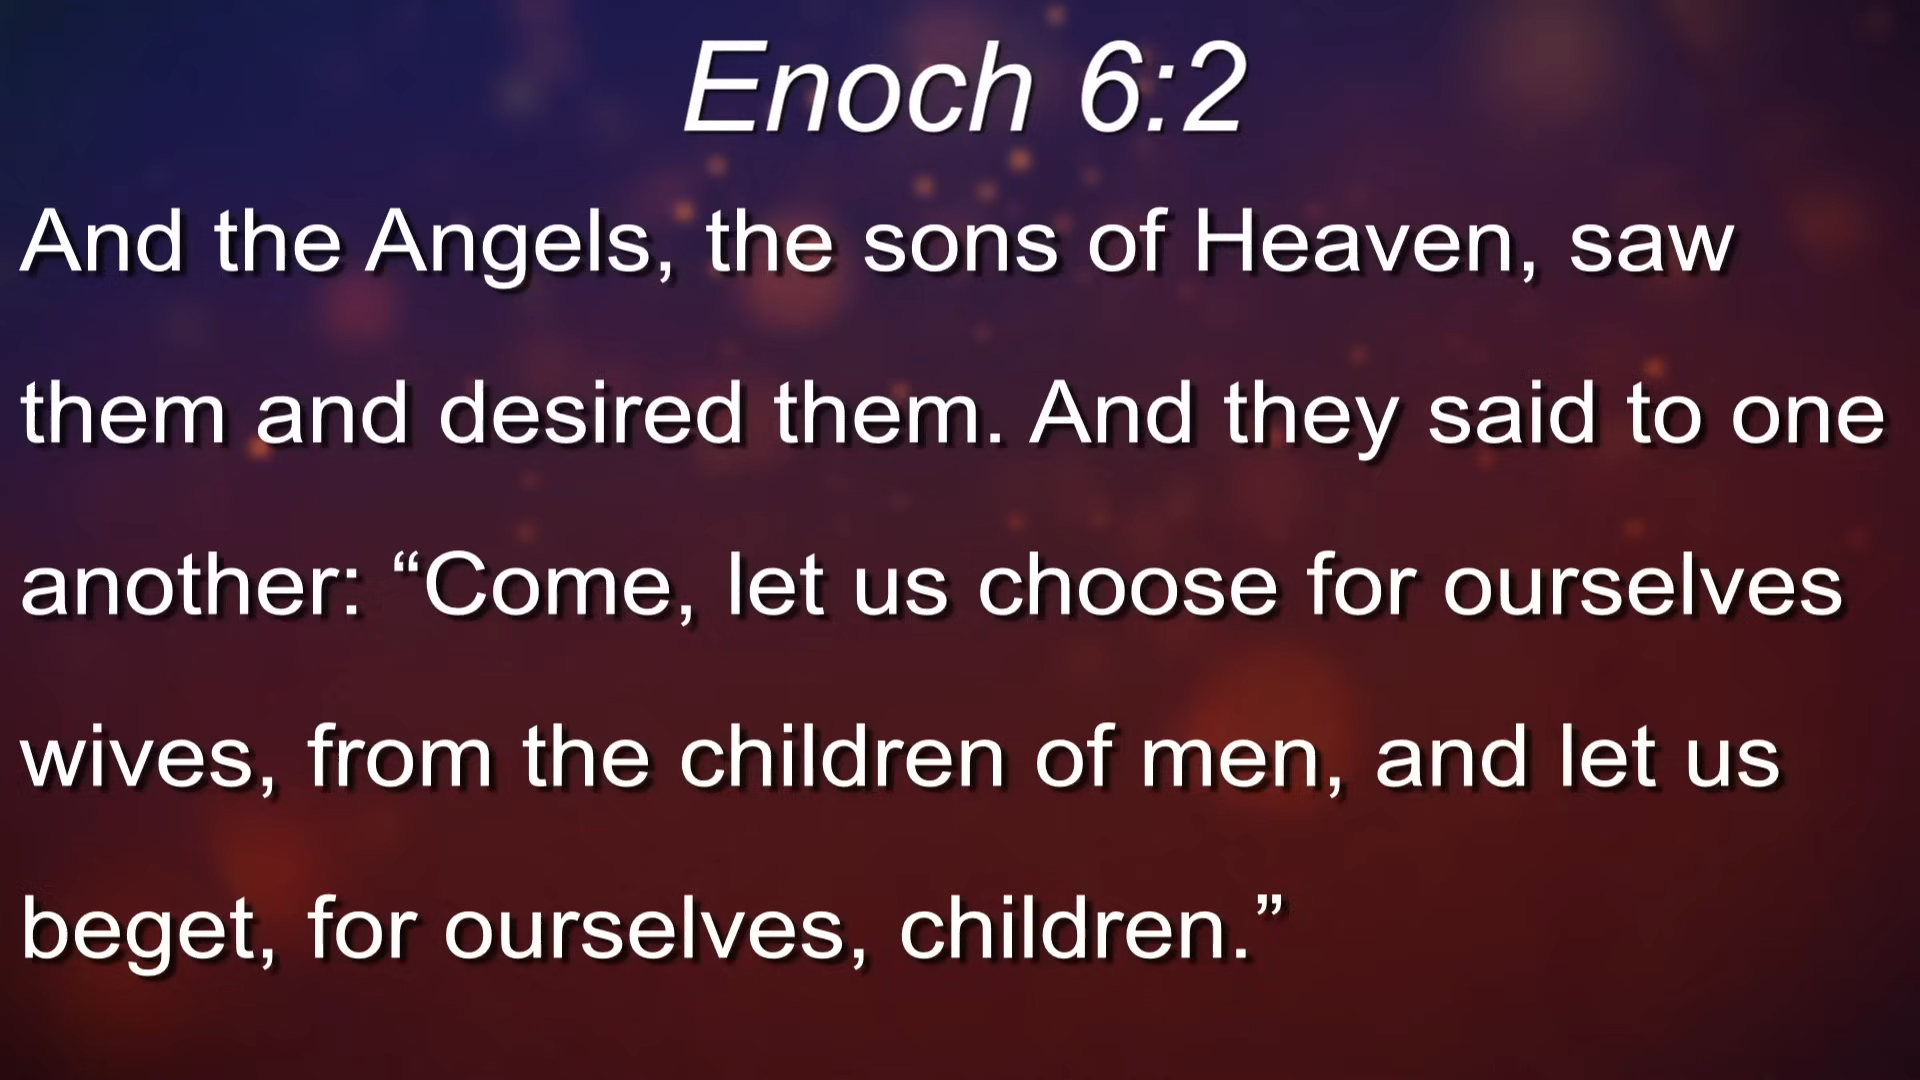 Enoch 6:2
And the Angels, the sons of Heaven, saw
them and desired them. And they said to one
another: “Come, let us choose for ourselves
wives, from the children of men, and let us
beget, for ourselves, children.”